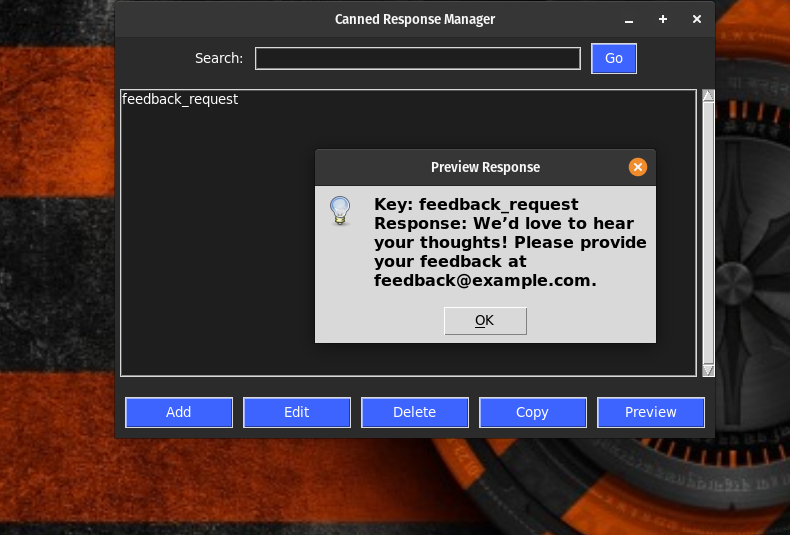 Canned Response Manager
Search:
Go
feedback_request
Preview Response
Key: feedback_request
Response: We’d love to hear
your thoughts! Please provide
your feedback at
feedback@example.com.
OK
Add
Edit
Delete
Copy
Preview